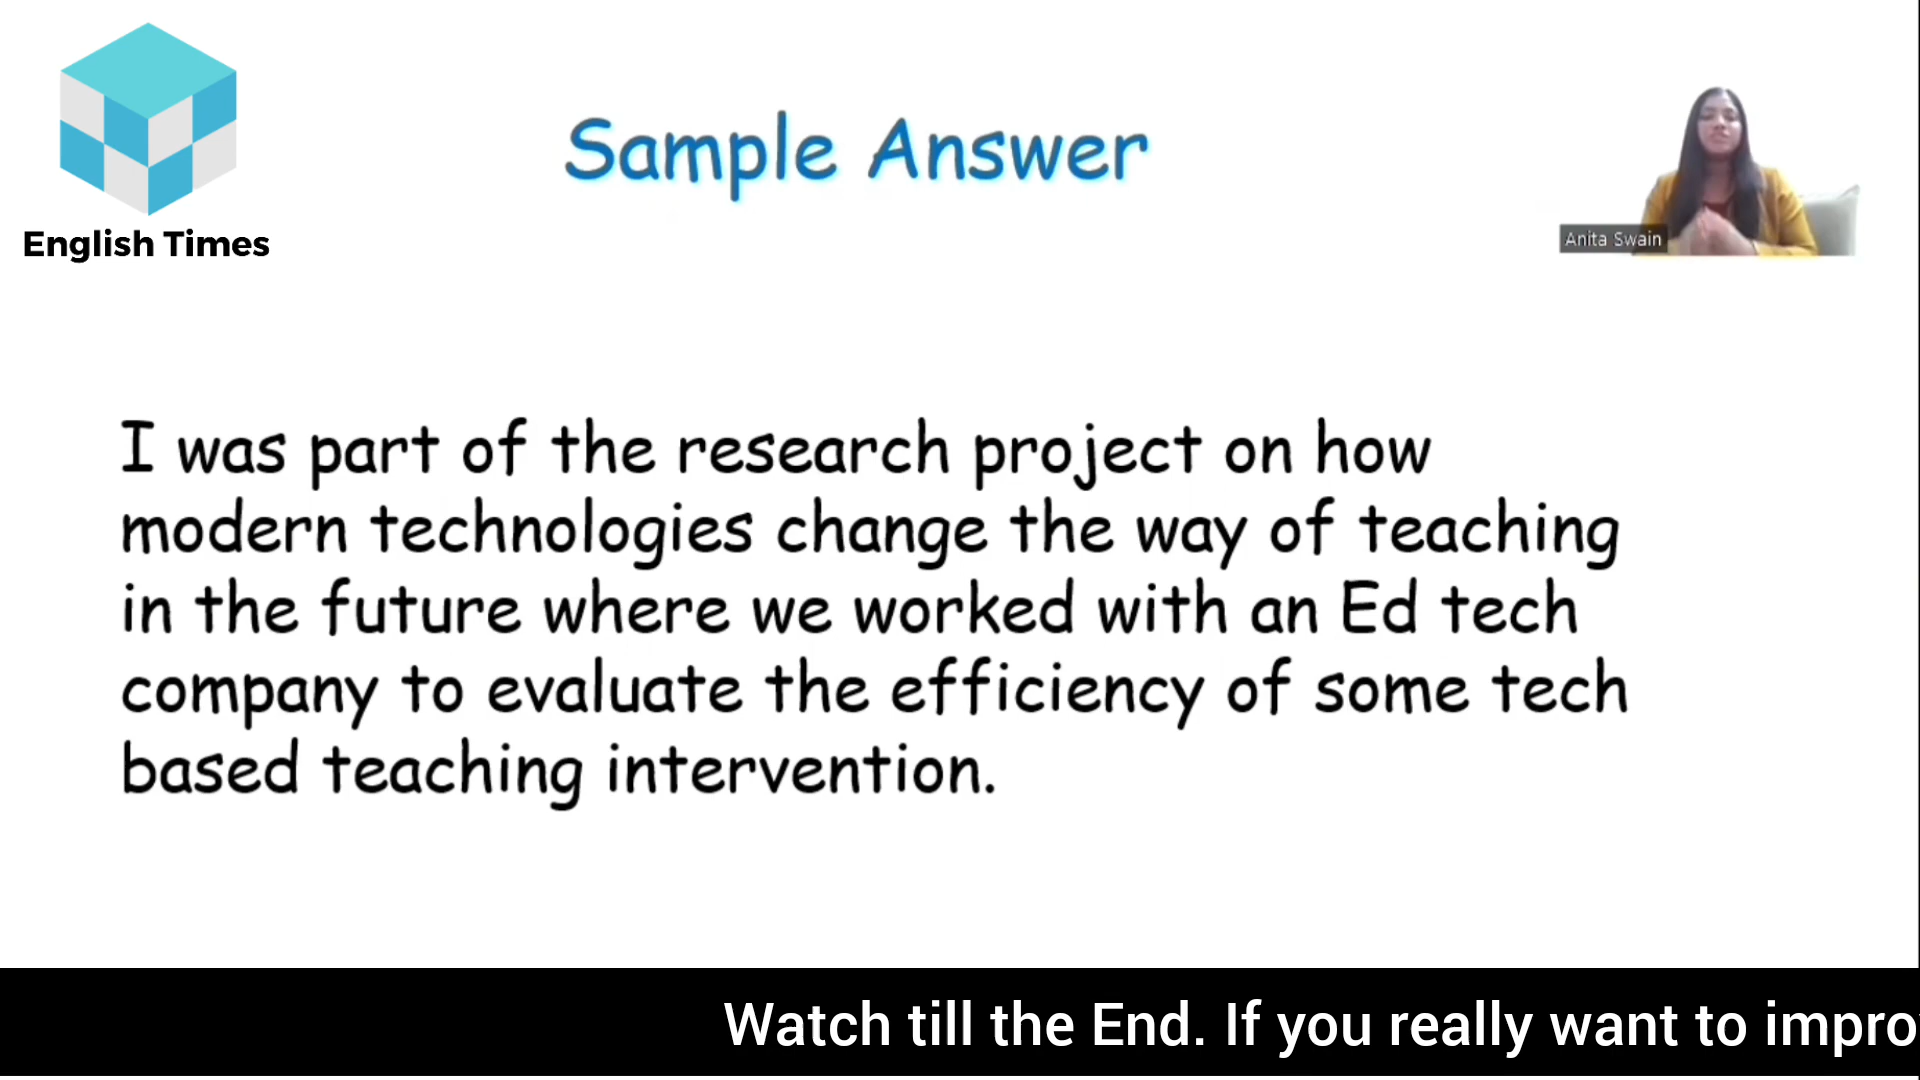 English Times
Sample Answer
Anita Swain
I was part of the research project on how
modern technologies change the way of teaching
in the future where we worked with an Ed tech
company to evaluate the efficiency of some tech
based teaching intervention.
Watch till the End. If you really want to impro